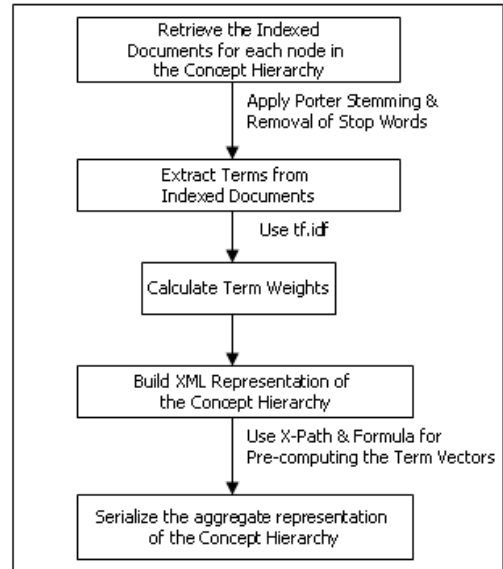 Retrieve the Indexed
Documents for each node in
the Concept Hierarchy
Apply Porter Stemming &
Removal of Stop Words
Extract Terms from
Indexed Documents
Use tf.idf
Calculate Term Weights
Build XML Representation of
the Concept Hierarchy
Use X-Path & Formula for
Pre-computing the Term Vectors
Serialize the aggregate representation
of the Concept Hierarchy